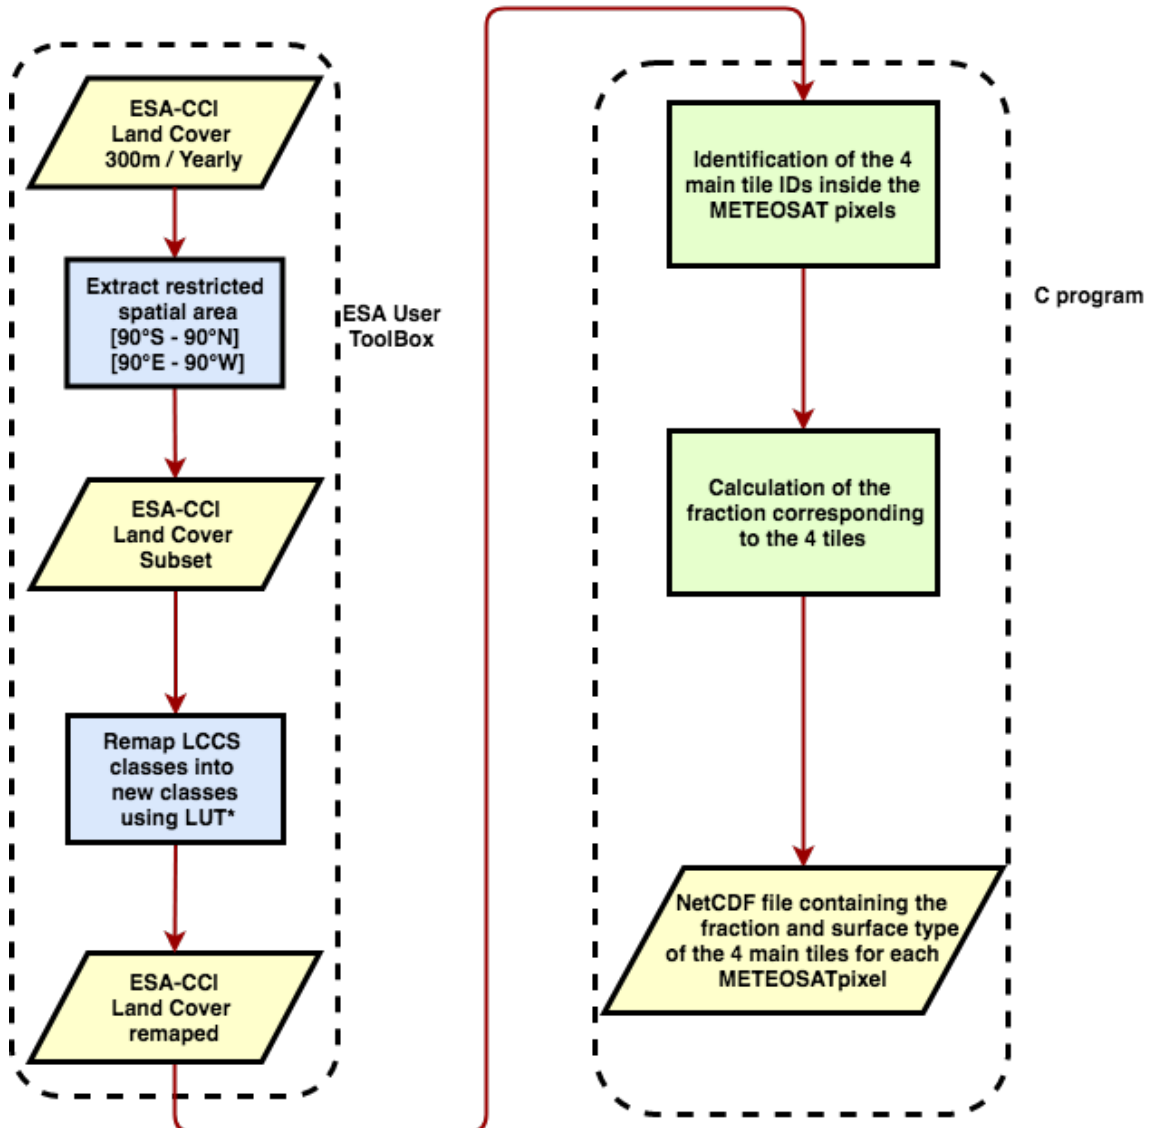 ESA-CCI
Land Cover
300m / Yearly
Extract restricted
spatial area
[90°S - 90°N]
[90°E - 90°W]
ESA User
ToolBox
ESA-CCI
Land Cover
Subset
Remap LCCS
classes into
new classes
using LUT*
ESA-CCI
Land Cover
remaped
Identification of the 4
main tile IDs inside the
METEOSAT pixels
C program
Calculation of the
fraction corresponding
to the 4 tiles
NetCDF file containing the
fraction and surface type
of the 4 main tiles for each
METEOSATpixel